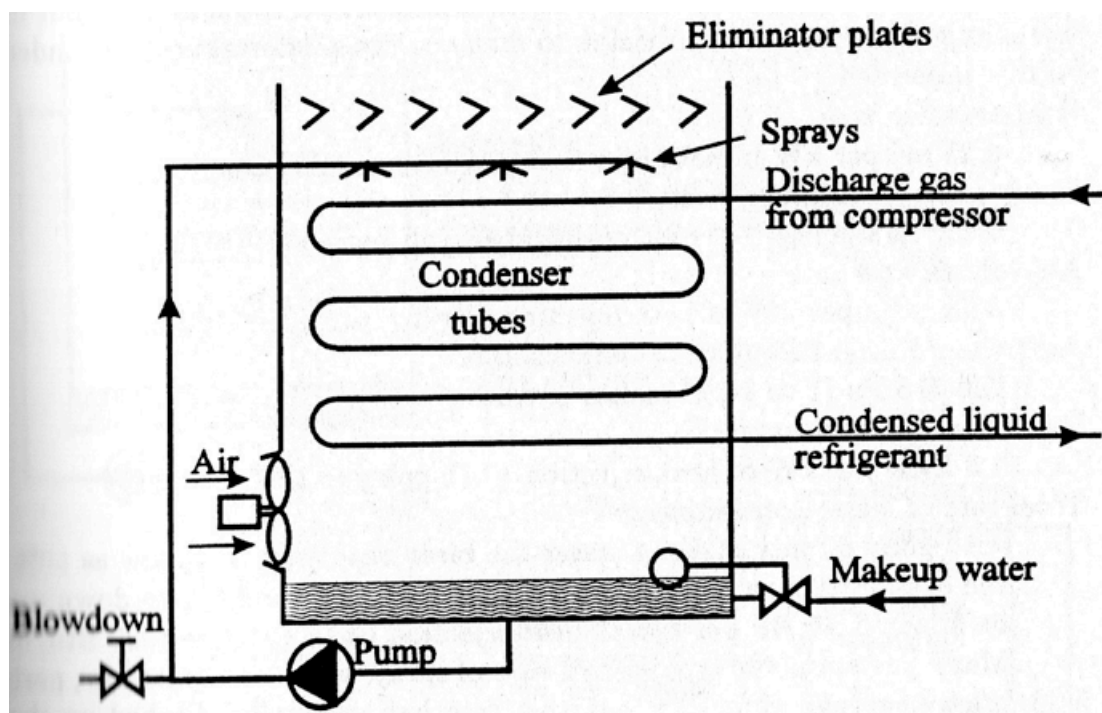 Eliminator plates
Sprays
Discharge gas
from compressor
Condenser
tubes
Condensed liquid
refrigerant
Air
Makeup water
Blowdown
Pump